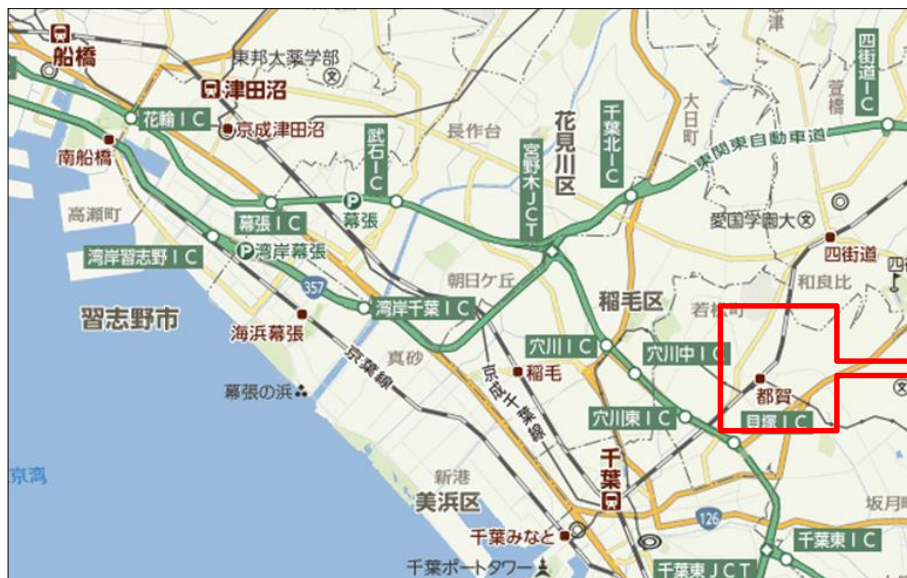 船橋
東邦大薬学部
津田沼
花輪IC
京成津田沼
南船橋
武石IC
長作台
花見川区
宮野木JCT
千葉北IC
大日町
東関東自動車道
四街道IC
萱橋
高瀬町
幕張IC
幕張
湾岸幕張
湾岸習志野IC
愛国学園大
四街道
和良比
朝日ケ丘
357
習志野市
海浜幕張
湾岸千葉IC
稲毛区
若松町
穴川IC
穴川中IC
真砂
京葉線
稲毛
京成千葉線
幕張の浜
都賀
穴川東IC
貝塚IC
千葉
新港
美浜区
126
坂月町
千葉みなと
千葉東IC
千葉ポートタワー
千葉東JCT
京湾